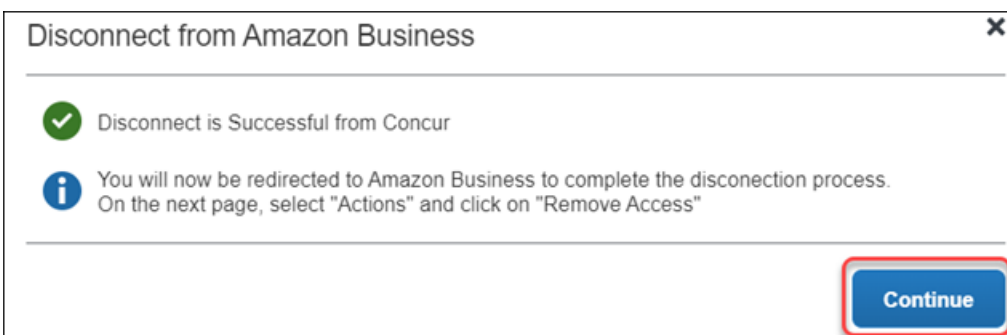 Disconnect from Amazon Business
Disconnect is Successful from Concur
You will now be redirected to Amazon Business to complete the disconection process.
On the next page, select "Actions" and click on "Remove Access"
Continue